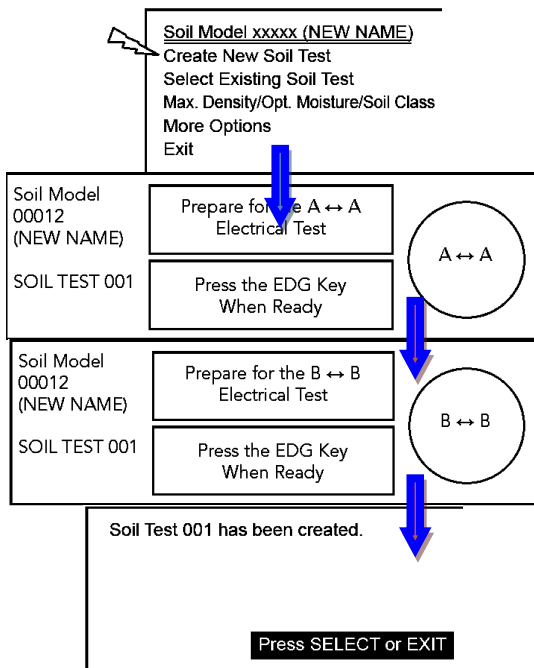 Soil Model xxxxx (NEW NAME)
Create New Soil Test
Select Existing Soil Test
Max. Density/Opt. Moisture/Soil Class
More Options
Exit
Soil Model
00012
(NEW NAME)
SOIL TEST 001
Prepare for the A ↔ A
Electrical Test
Press the EDG Key
When Ready
A ↔ A
Soil Model
00012
(NEW NAME)
SOIL TEST 001
Prepare for the B ↔ B
Electrical Test
Press the EDG Key
When Ready
B ↔ B
Soil Test 001 has been created.
Press SELECT or EXIT